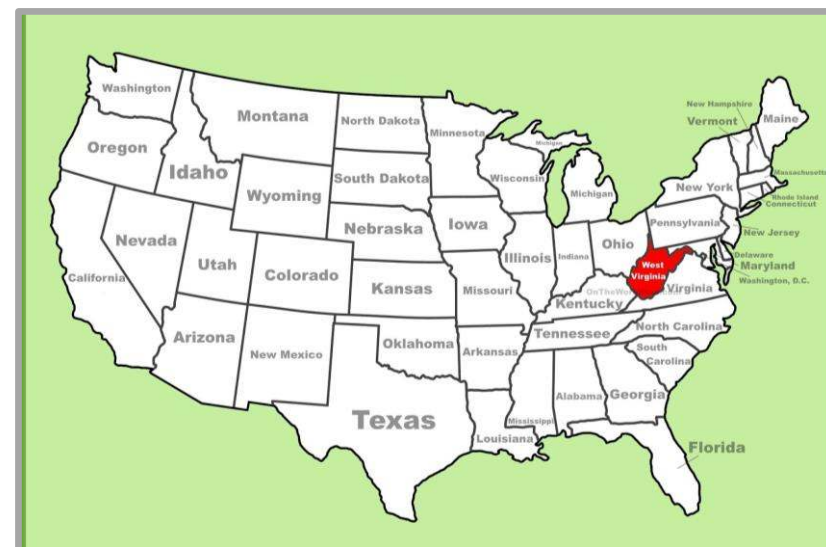 Washington
Oregon
California
Nevada
Idaho
Montana
Wyoming
Utah
Arizona
Colorado
New Mexico
North Dakota
South Dakota
Nebraska
Kansas
Oklahoma
Texas
Minnesota
Iowa
Missouri
Arkansas
Louisiana
Wisconsin
Illinois
Michigan
Michigan
Indiana
Ohio
Kentucky
Tennessee
Mississippi
Alabama
Georgia
Florida
South
Carolina
North Carolina
Virginia
West
Virginia
Pennsylvania
New York
Vermont
New Hampshire
Maine
Massachusetts
Rhode Island
Connecticut
New Jersey
Delaware
Maryland
Washington, D.C.